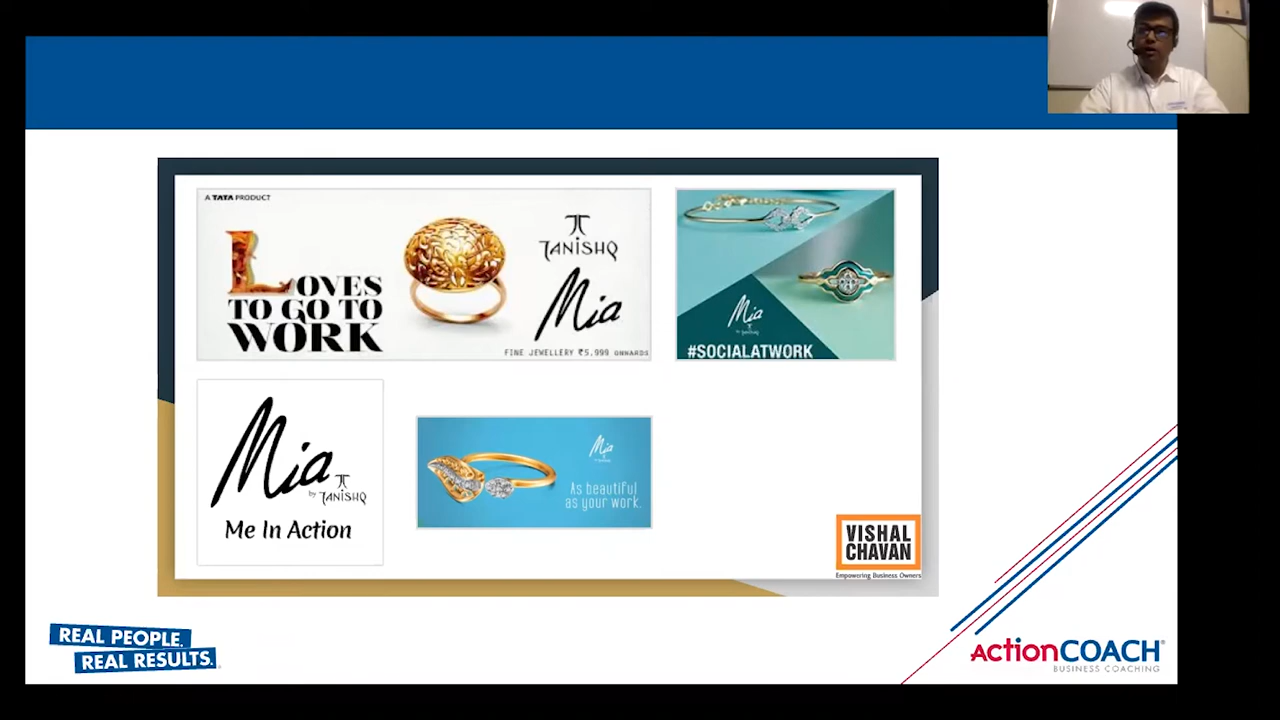 A TATA PRODUCT
LOVES
TO GO TO
WORK
TANISHQ
Mia
FINE JEWELLERY ₹5,999 ONWARDS
Mia
TANISHQ
#SOCIALATWORK
Mia
by TANISHQ
Me In Action
Mia
As beautiful
as your work.
VISHAL
CHAVAN
Empowering Business Owners
REAL PEOPLE.
REAL RESULTS.
ActionCOACH®
BUSINESS COACHING